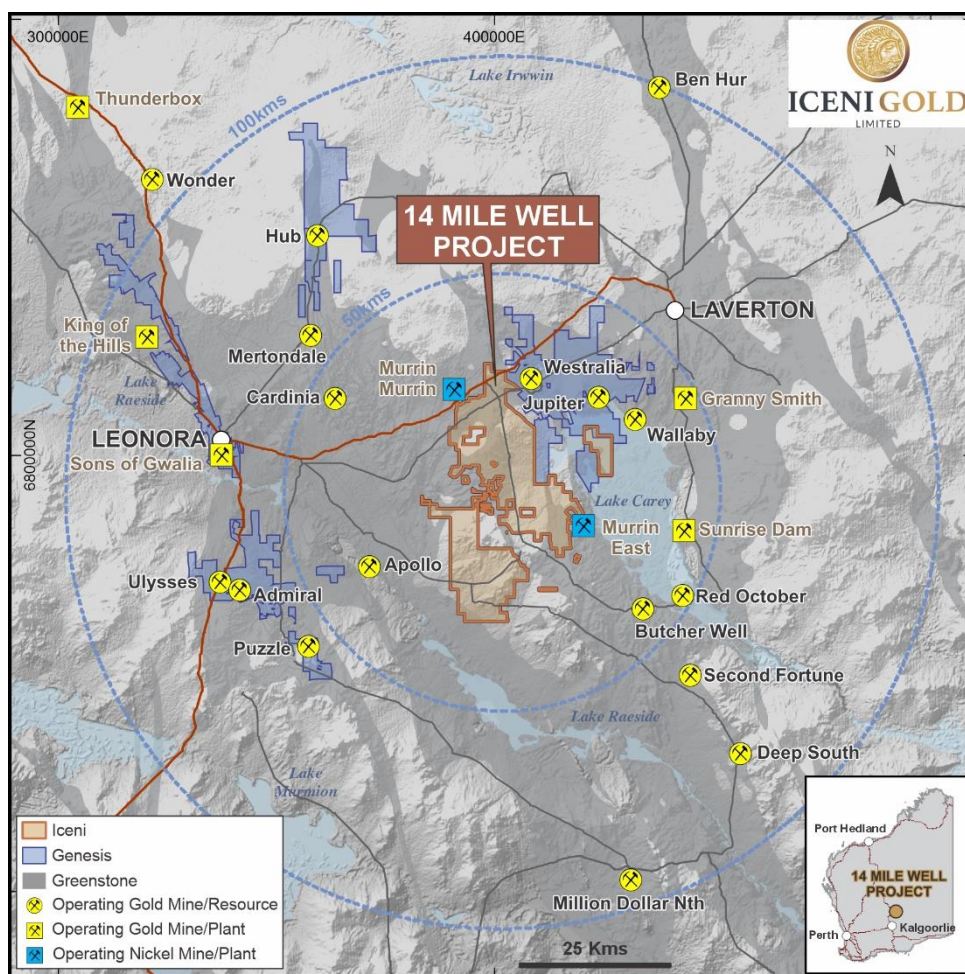 300000E
400000E
6800000N
ICENI GOLD
LIMITED
N
Lake Irwwin
Ben Hur
100kms
Thunderbox
Wonder
14 MILE WELL
PROJECT
Hub
50kms
LAVERTON
King of
the Hills
Mertondale
Lake
Raeside
Cardinia
Murrin
Murrin
Westralia
Jupiter
Granny Smith
Wallaby
LEONORA
Sons of Gwalia
Lake Carey
Murrin
East
Sunrise Dam
Ulysses
Admiral
Apollo
Red October
Butcher Well
Puzzle
Second Fortune
Lake Raeside
Deep South
Lake
Marmion
Million Dollar Nth
25 Kms
Iceni
Genesis
Greenstone
Operating Gold Mine/Resource
Operating Gold Mine/Plant
Operating Nickel Mine/Plant
Port Hedland
14 MILE WELL
PROJECT
Kalgoorlie
Perth